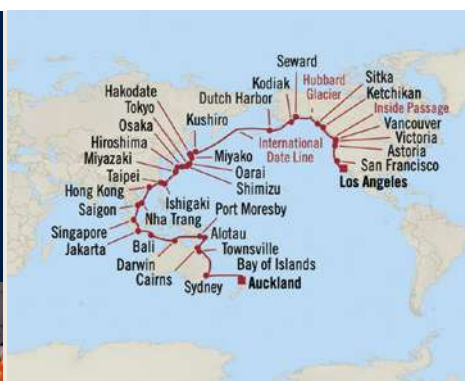 Seward
Hubbard
Glacier
Sitka
Ketchikan
Inside Passage
Vancouver
Victoria
Astoria
San Francisco
Los Angeles
Kodiak
Dutch Harbor
International
Date Line
Hakodate
Tokyo
Osaka
Hiroshima
Miyazaki
Taipei
Hong Kong
Saigon
Singapore
Jakarta
Kushiro
Miyako
Oarai
Shimizu
Ishigaki
Nha Trang
Port Moresby
Bali
Alotau
Darwin
Townsville
Cairns
Bay of Islands
Sydney
Auckland